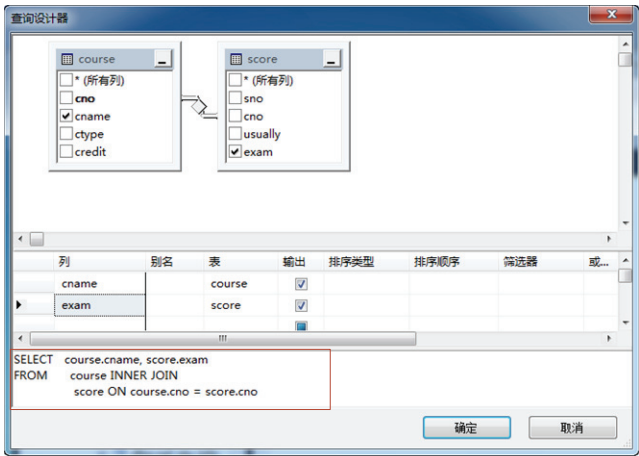 查询设计器
course
* (所有列)
cno
cname
ctype
credit
score
* (所有列)
sno
cno
usually
exam
列 别名 表 输出 排序类型 排序顺序 筛选器 或...
cname course
exam score
SELECT course.cname, score.exam
FROM course INNER JOIN
score ON course.cno = score.cno
确定 取消